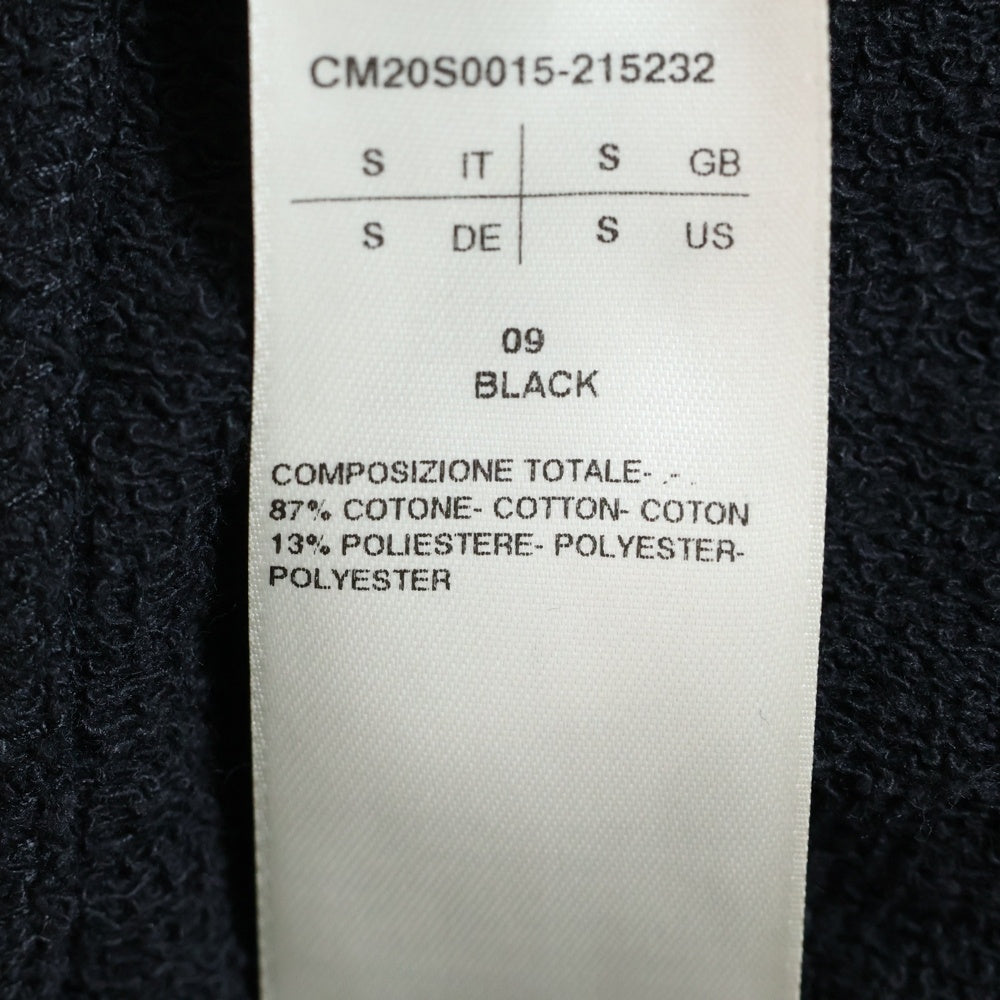 CM20S0015-215232
S IT S GB
S DE S US
09
BLACK
COMPOSIZIONE TOTALE- .- .
87% COTONE- COTTON- COTON
13% POLIESTERE- POLYESTER-
POLYESTER